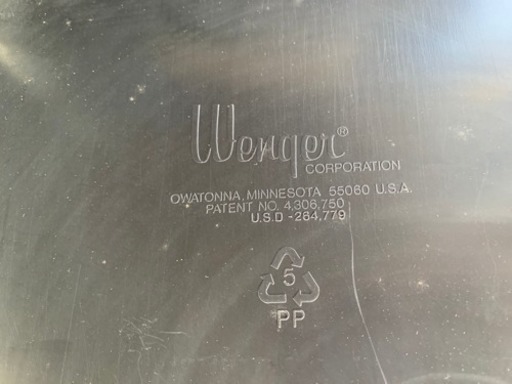 Wenger®
CORPORATION
OWATONNA, MINNESOTA 55060 U.S.A.
PATENT NO. 4,306,750
U.S.D -264,779
5
PP